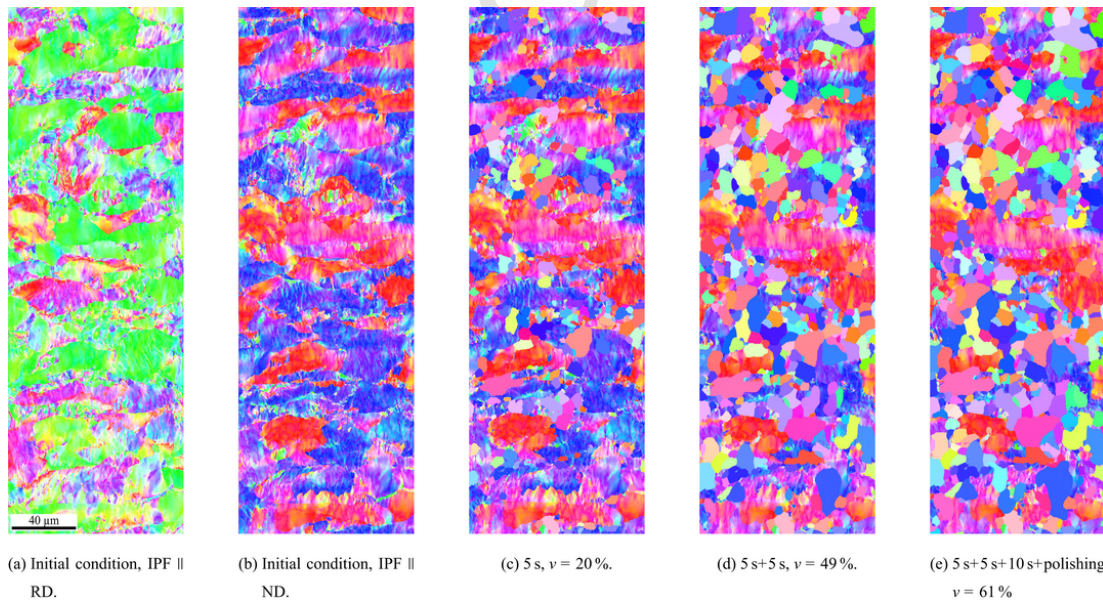 40 µm
(a) Initial condition, IPF ||
RD.
(b) Initial condition, IPF ||
ND.
(c) 5 s, v = 20 %.
(d) 5 s+5 s, v = 49 %.
(e) 5 s+5 s+10 s+polishing
v = 61 %